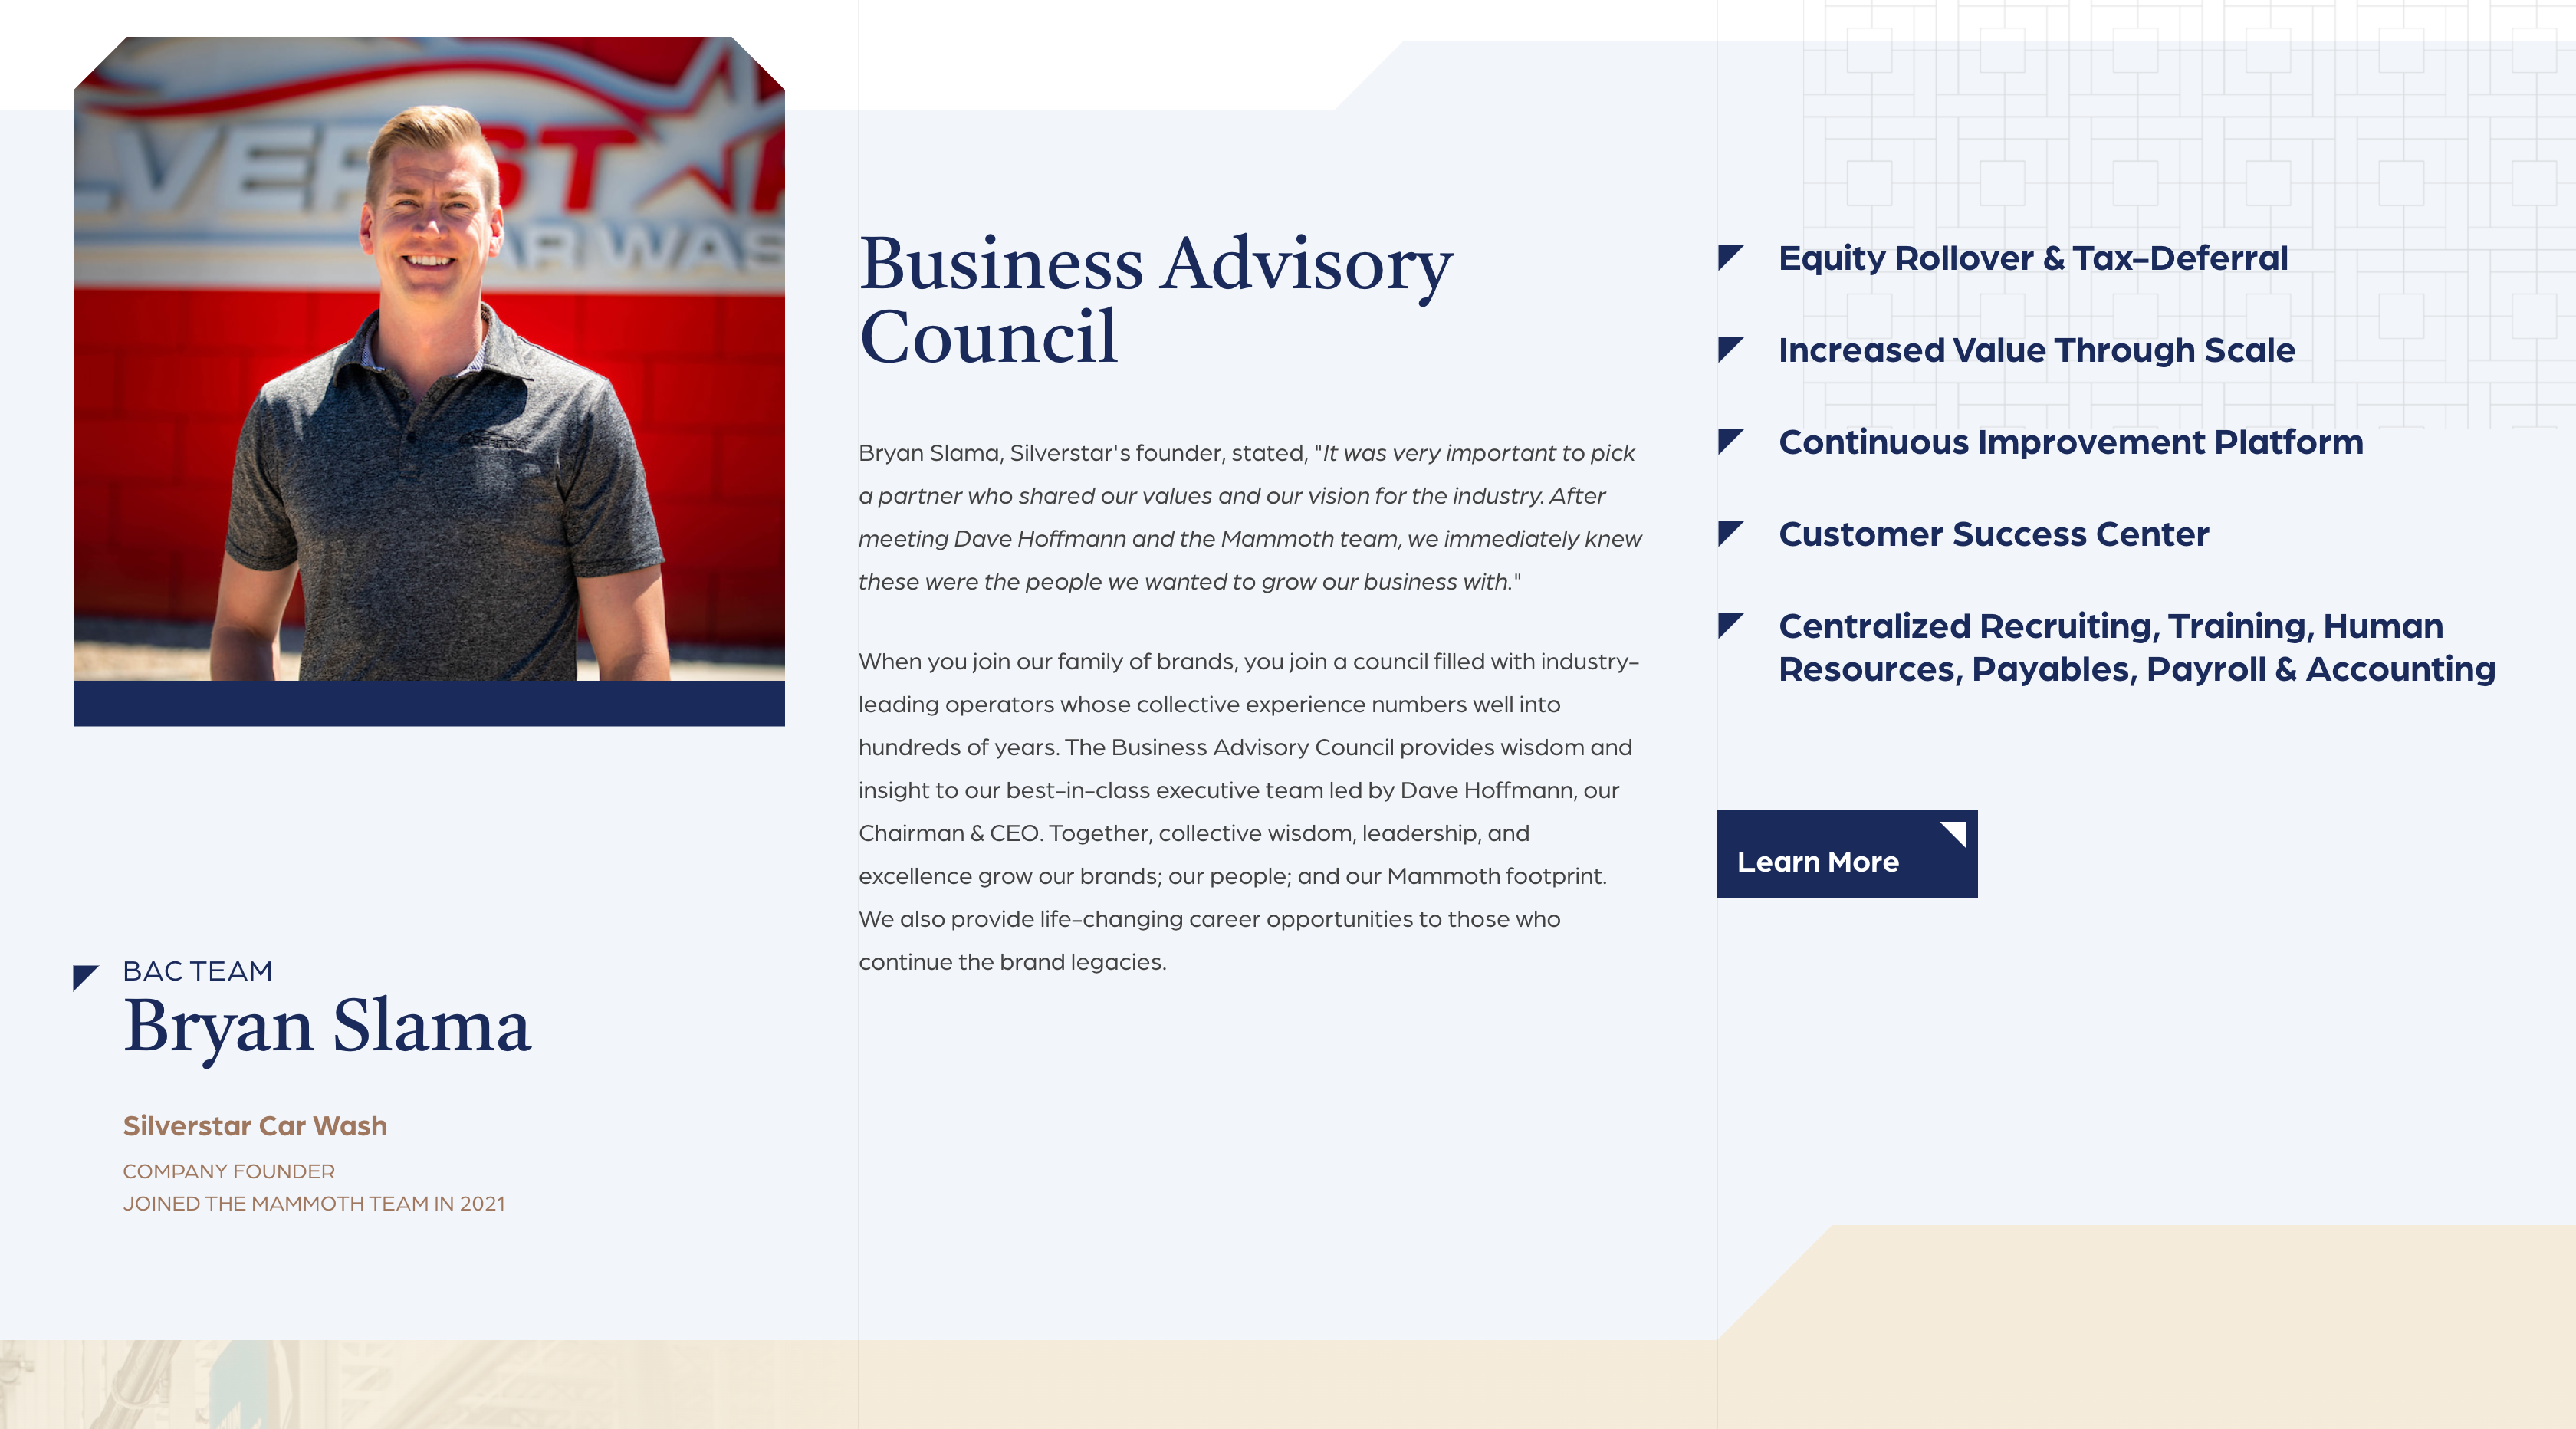 LVER STAR
AR WAS
Business Advisory
Council
Bryan Slama, Silverstar's founder, stated, "It was very important to pick
a partner who shared our values and our vision for the industry. After
meeting Dave Hoffmann and the Mammoth team, we immediately knew
these were the people we wanted to grow our business with."
When you join our family of brands, you join a council filled with industry-
leading operators whose collective experience numbers well into
hundreds of years. The Business Advisory Council provides wisdom and
insight to our best-in-class executive team led by Dave Hoffmann, our
Chairman & CEO. Together, collective wisdom, leadership, and
excellence grow our brands; our people; and our Mammoth footprint.
We also provide life-changing career opportunities to those who
continue the brand legacies.
Equity Rollover & Tax-Deferral
Increased Value Through Scale
Continuous Improvement Platform
Customer Success Center
Centralized Recruiting, Training, Human
Resources, Payables, Payroll & Accounting
Learn More
BAC TEAM
Bryan Slama
Silverstar Car Wash
COMPANY FOUNDER
JOINED THE MAMMOTH TEAM IN 2021